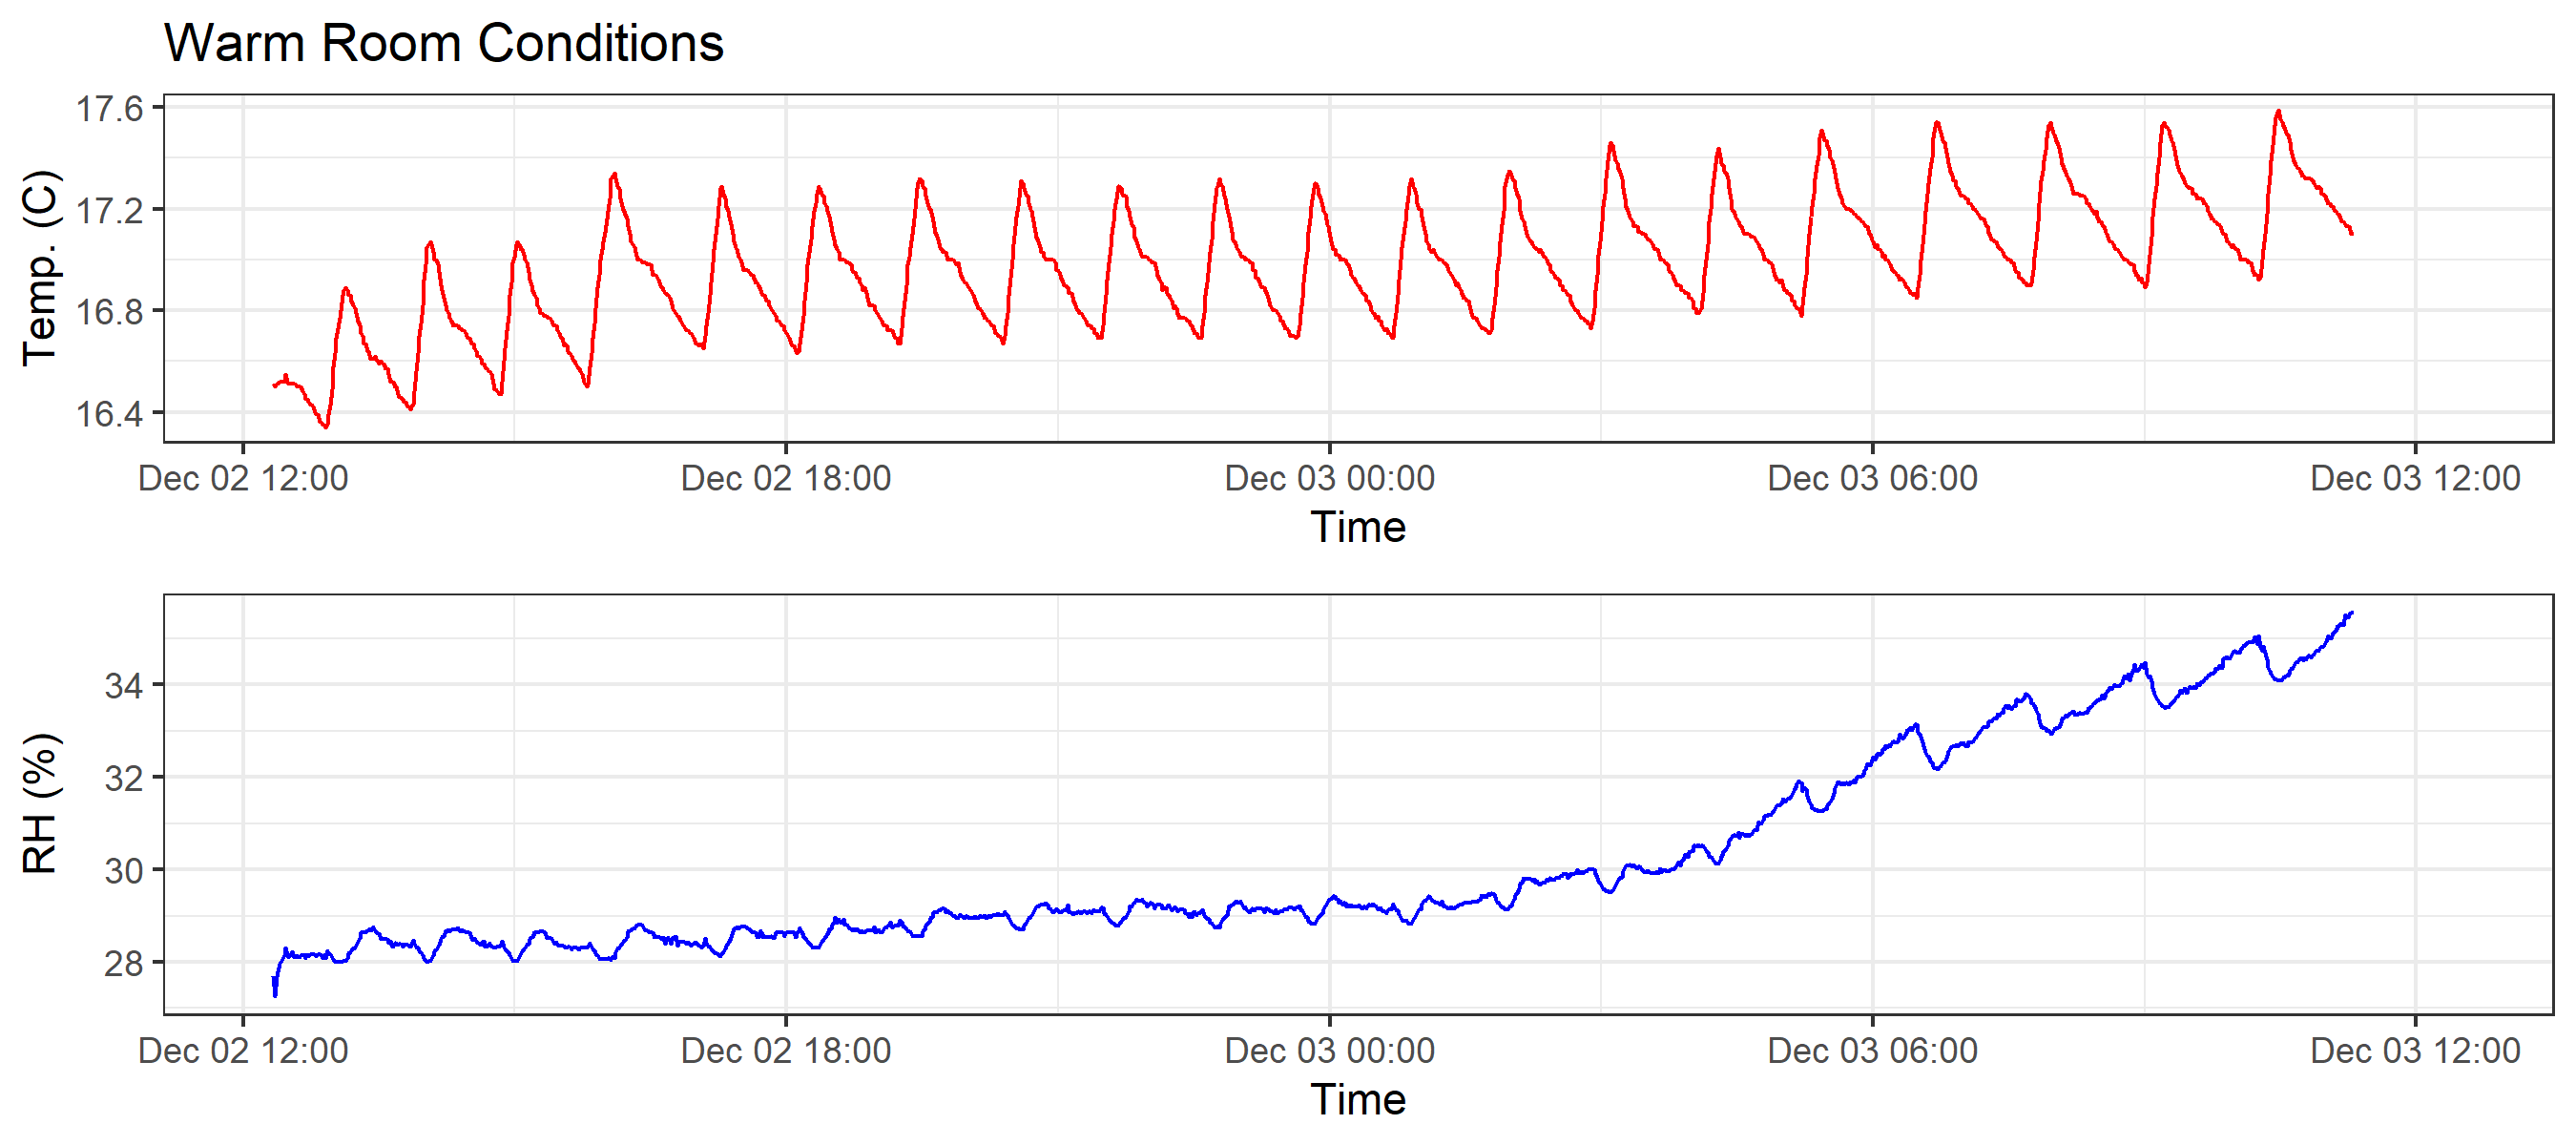 Warm Room Conditions
17.6
17.2
16.8
16.4
Temp. (C)
Dec 02 12:00 Dec 02 18:00 Dec 03 00:00 Dec 03 06:00 Dec 03 12:00
Time
34
32
30
28
RH (%)
Dec 02 12:00 Dec 02 18:00 Dec 03 00:00 Dec 03 06:00 Dec 03 12:00
Time